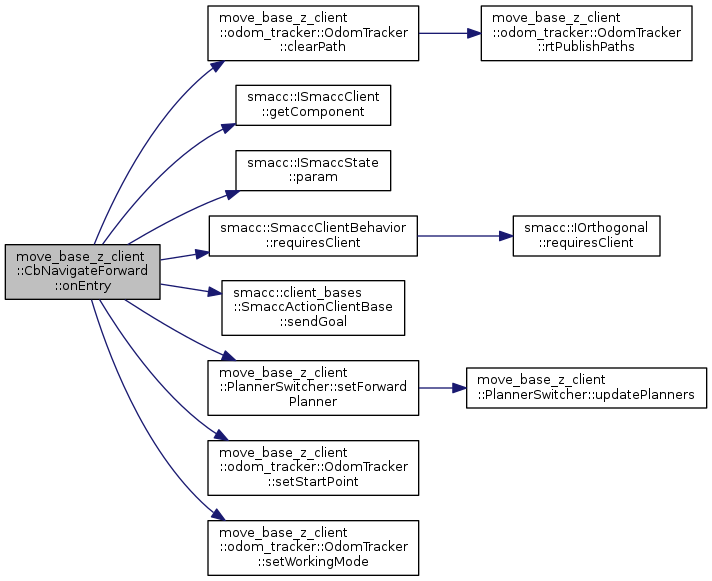 move_base_z_client
::odom_tracker::OdomTracker
::clearPath
move_base_z_client
::odom_tracker::OdomTracker
::rtPublishPaths
smacc::ISmaccClient
::getComponent
smacc::ISmaccState
::param
smacc::SmaccClientBehavior
::requiresClient
smacc::IOrthogonal
::requiresClient
move_base_z_client
::CbNavigateForward
::onEntry
smacc::client_bases
::SmaccActionClientBase
::sendGoal
move_base_z_client
::PlannerSwitcher::setForward
Planner
move_base_z_client
::PlannerSwitcher::updatePlanners
move_base_z_client
::odom_tracker::OdomTracker
::setStartPoint
move_base_z_client
::odom_tracker::OdomTracker
::setWorkingMode